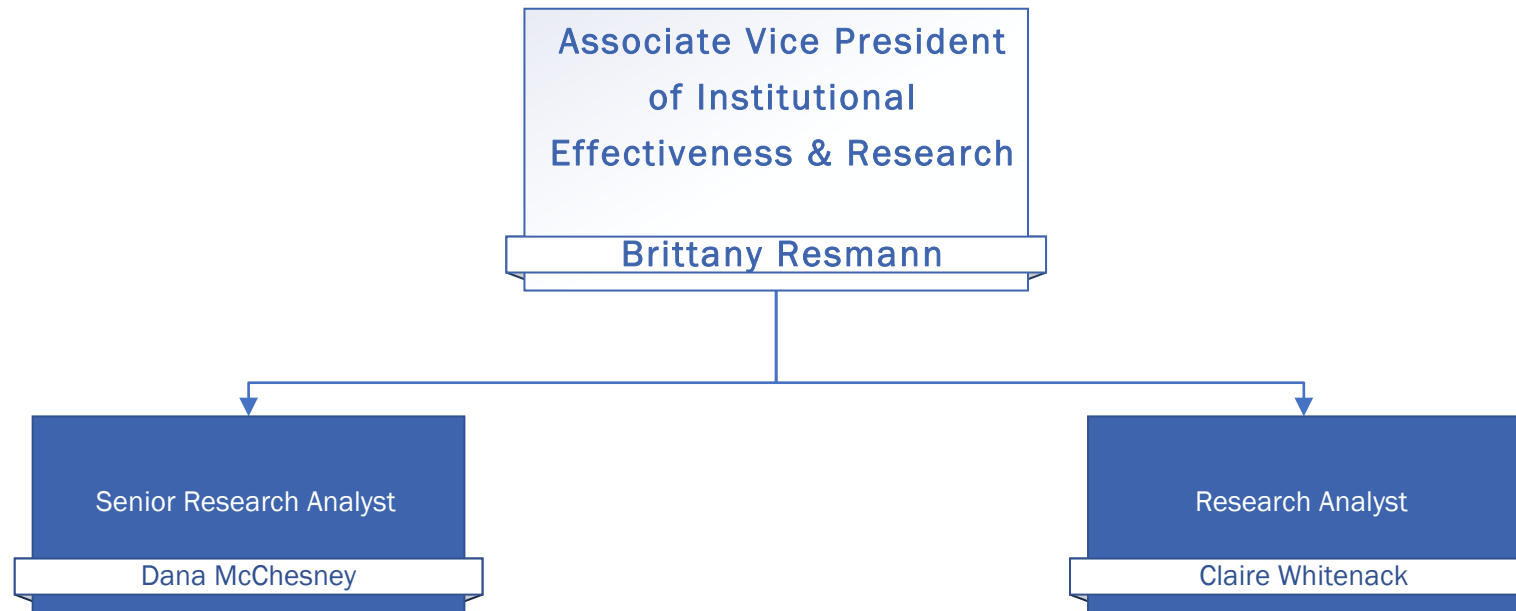 Associate Vice President
of Institutional
Effectiveness & Research
Brittany Resmann
Senior Research Analyst
Dana McChesney
Research Analyst
Claire Whitenack